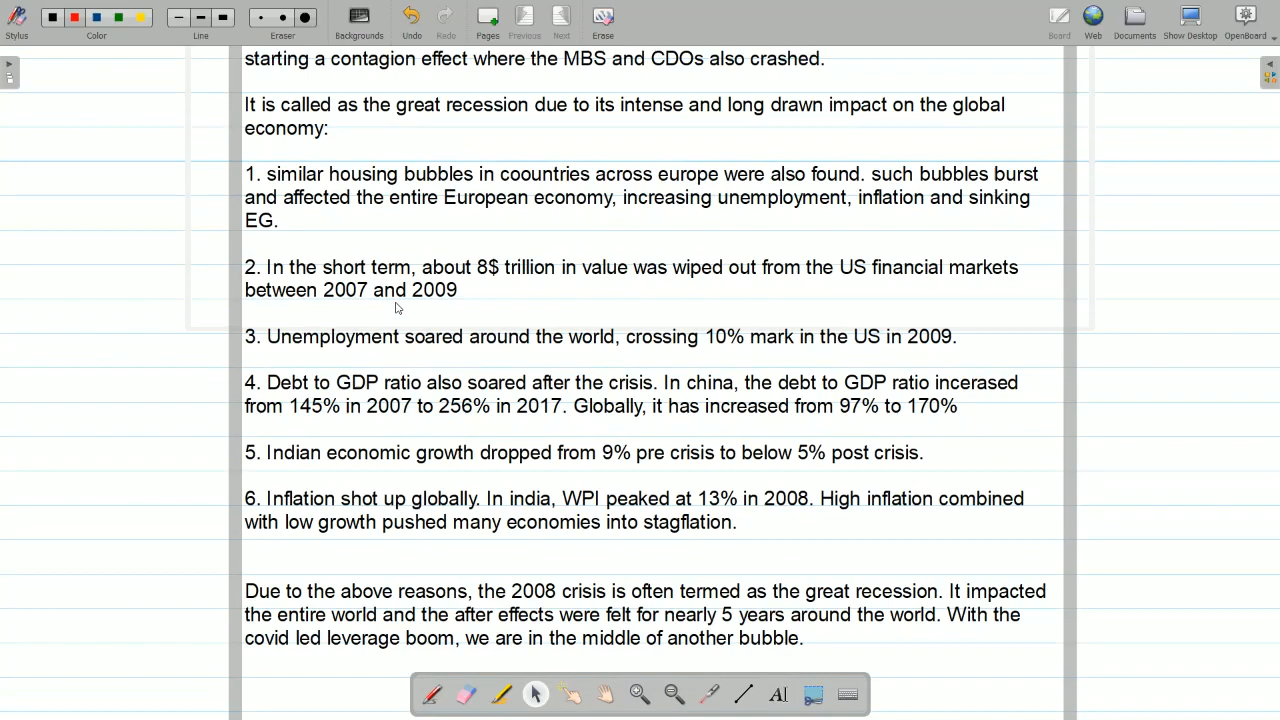 Stylus
Color
Line
Eraser
Backgrounds
Undo
Redo
Pages
Previous
Next
Erase
Board
Web
Documents
Show Desktop
OpenBoard
starting a contagion effect where the MBS and CDOs also crashed.
It is called as the great recession due to its intense and long drawn impact on the global
economy:
1. similar housing bubbles in coountries across europe were also found. such bubbles burst
and affected the entire European economy, increasing unemployment, inflation and sinking
EG.
2. In the short term, about 8$ trillion in value was wiped out from the US financial markets
between 2007 and 2009
3. Unemployment soared around the world, crossing 10% mark in the US in 2009.
4. Debt to GDP ratio also soared after the crisis. In china, the debt to GDP ratio incerased
from 145% in 2007 to 256% in 2017. Globally, it has increased from 97% to 170%
5. Indian economic growth dropped from 9% pre crisis to below 5% post crisis.
6. Inflation shot up globally. In india, WPI peaked at 13% in 2008. High inflation combined
with low growth pushed many economies into stagflation.
Due to the above reasons, the 2008 crisis is often termed as the great recession. It impacted
the entire world and the after effects were felt for nearly 5 years around the world. With the
covid led leverage boom, we are in the middle of another bubble.
AI